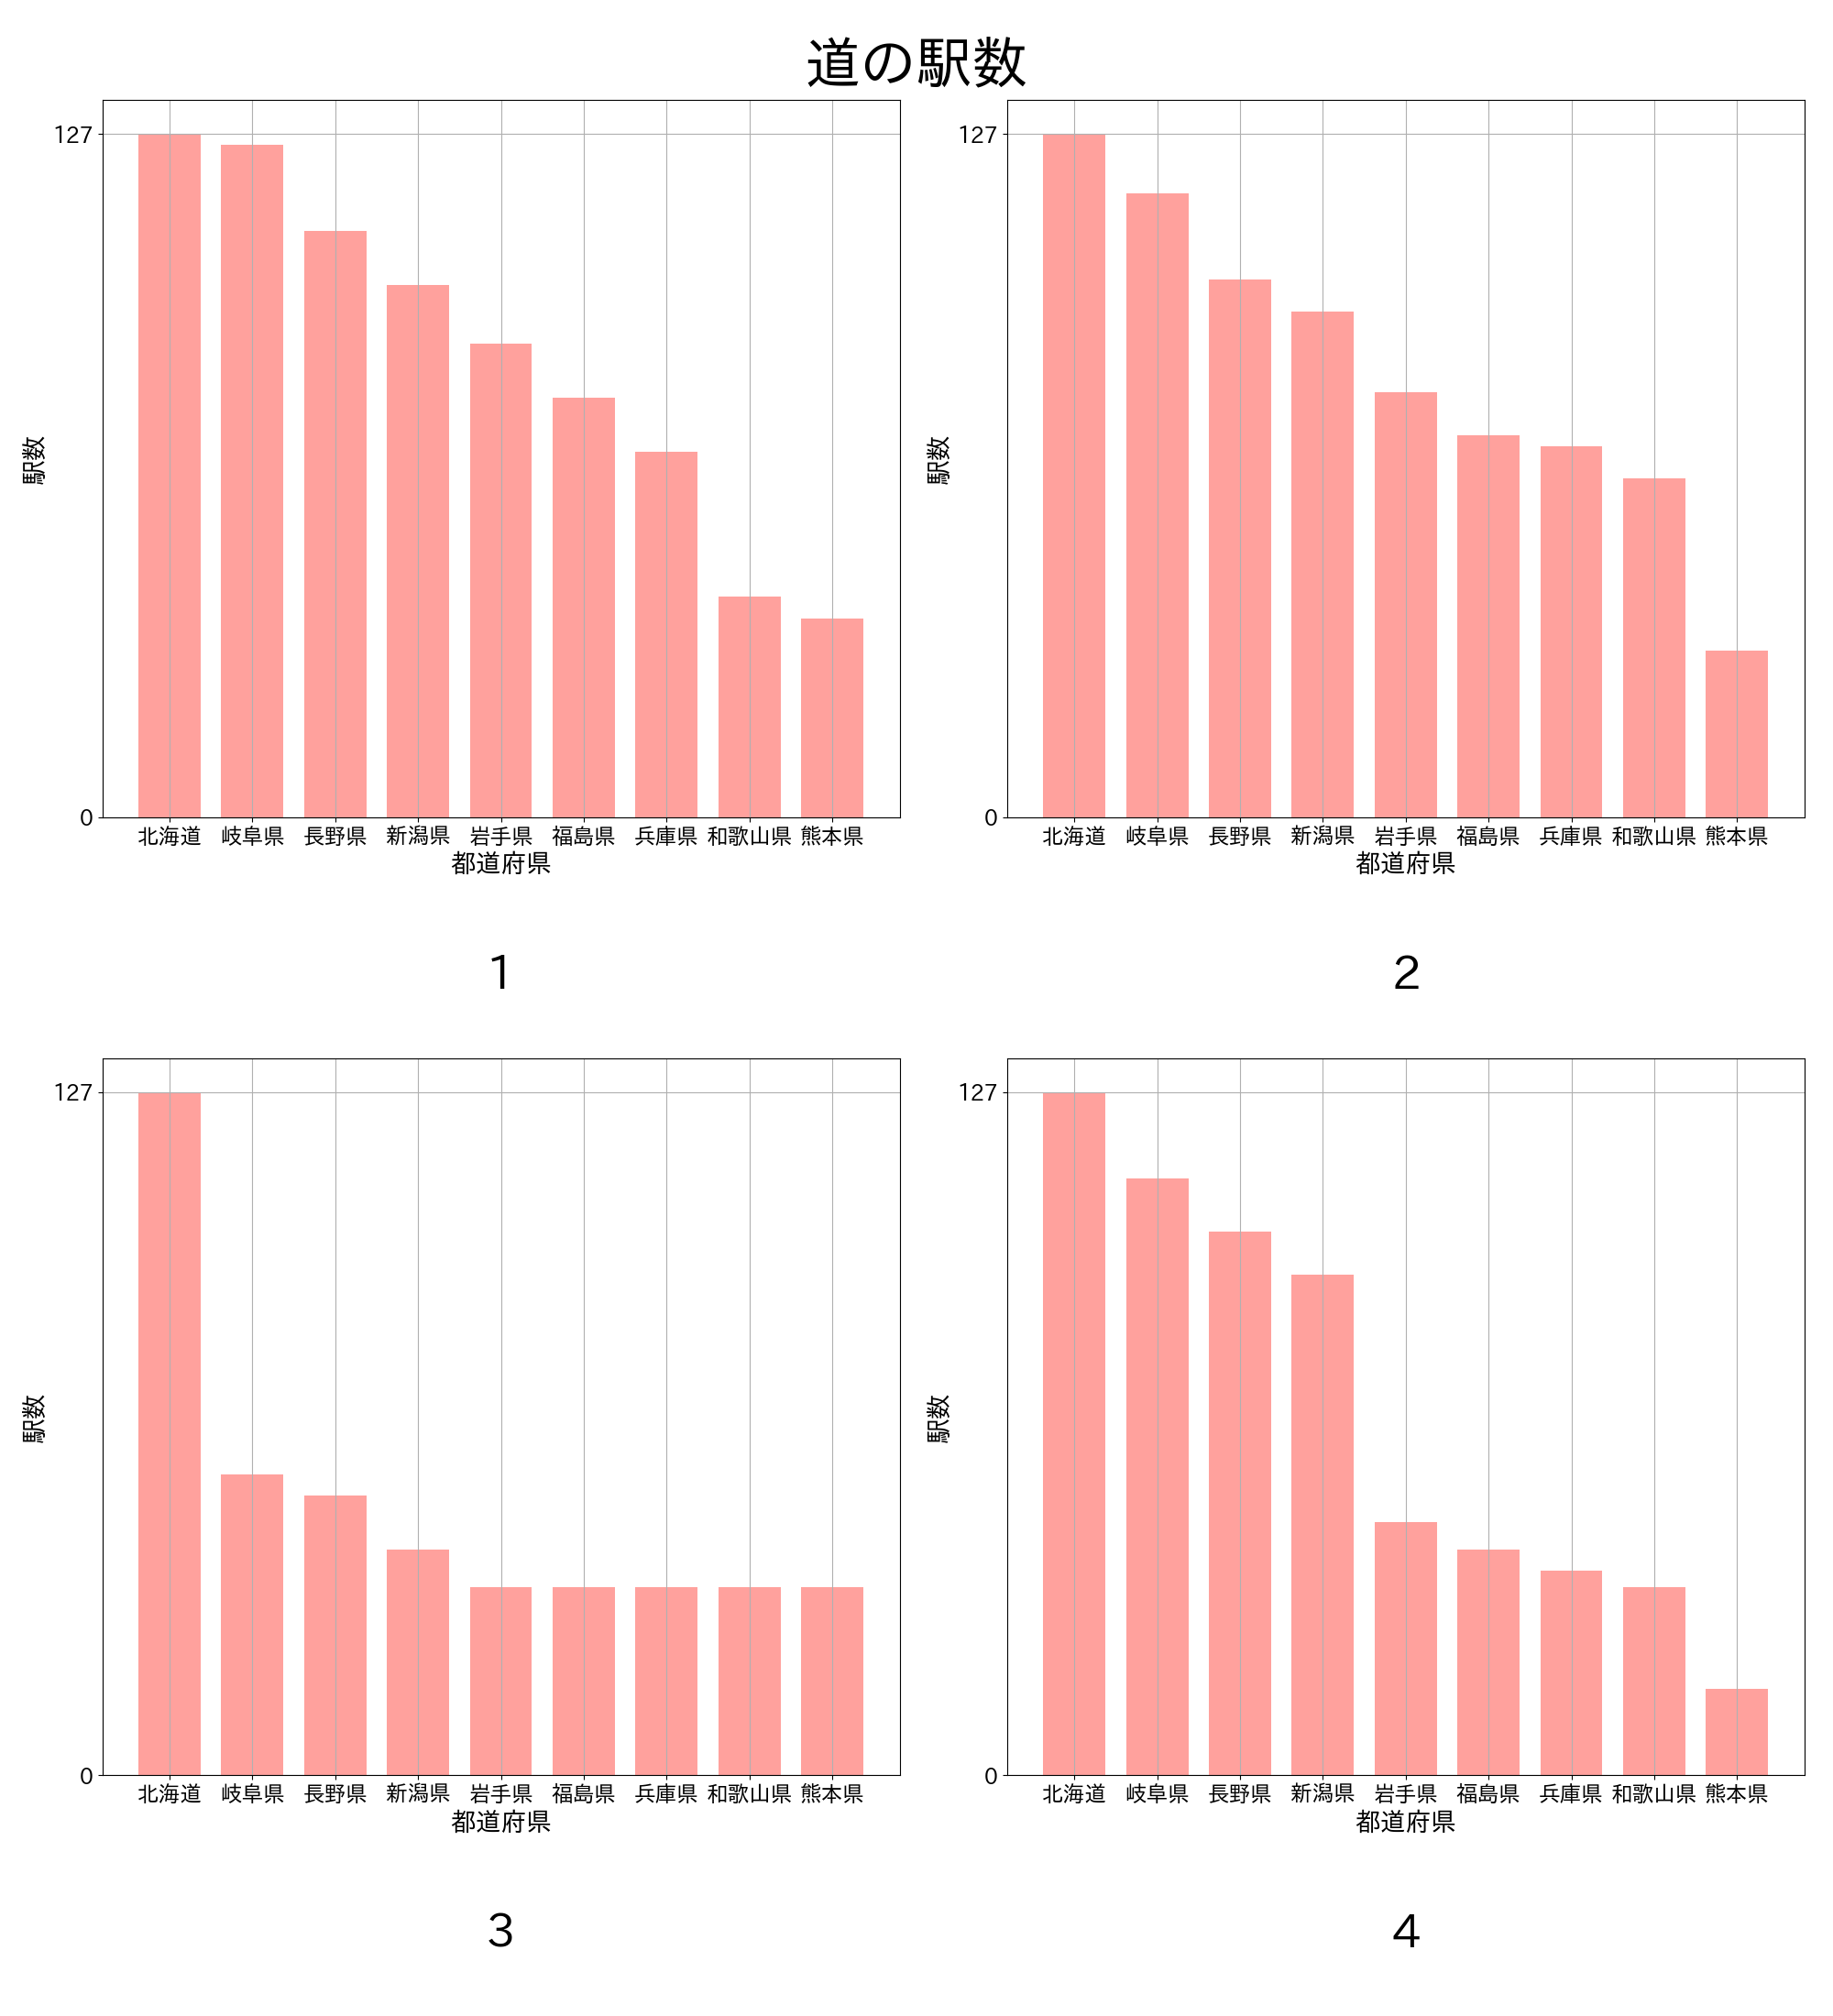 道の駅数
127
0
駅数
北海道 岐阜県 長野県 新潟県 岩手県 福島県 兵庫県 和歌山県 熊本県
都道府県
1
127
0
駅数
北海道 岐阜県 長野県 新潟県 岩手県 福島県 兵庫県 和歌山県 熊本県
都道府県
2
127
0
駅数
北海道 岐阜県 長野県 新潟県 岩手県 福島県 兵庫県 和歌山県 熊本県
都道府県
3
127
0
駅数
北海道 岐阜県 長野県 新潟県 岩手県 福島県 兵庫県 和歌山県 熊本県
都道府県
4